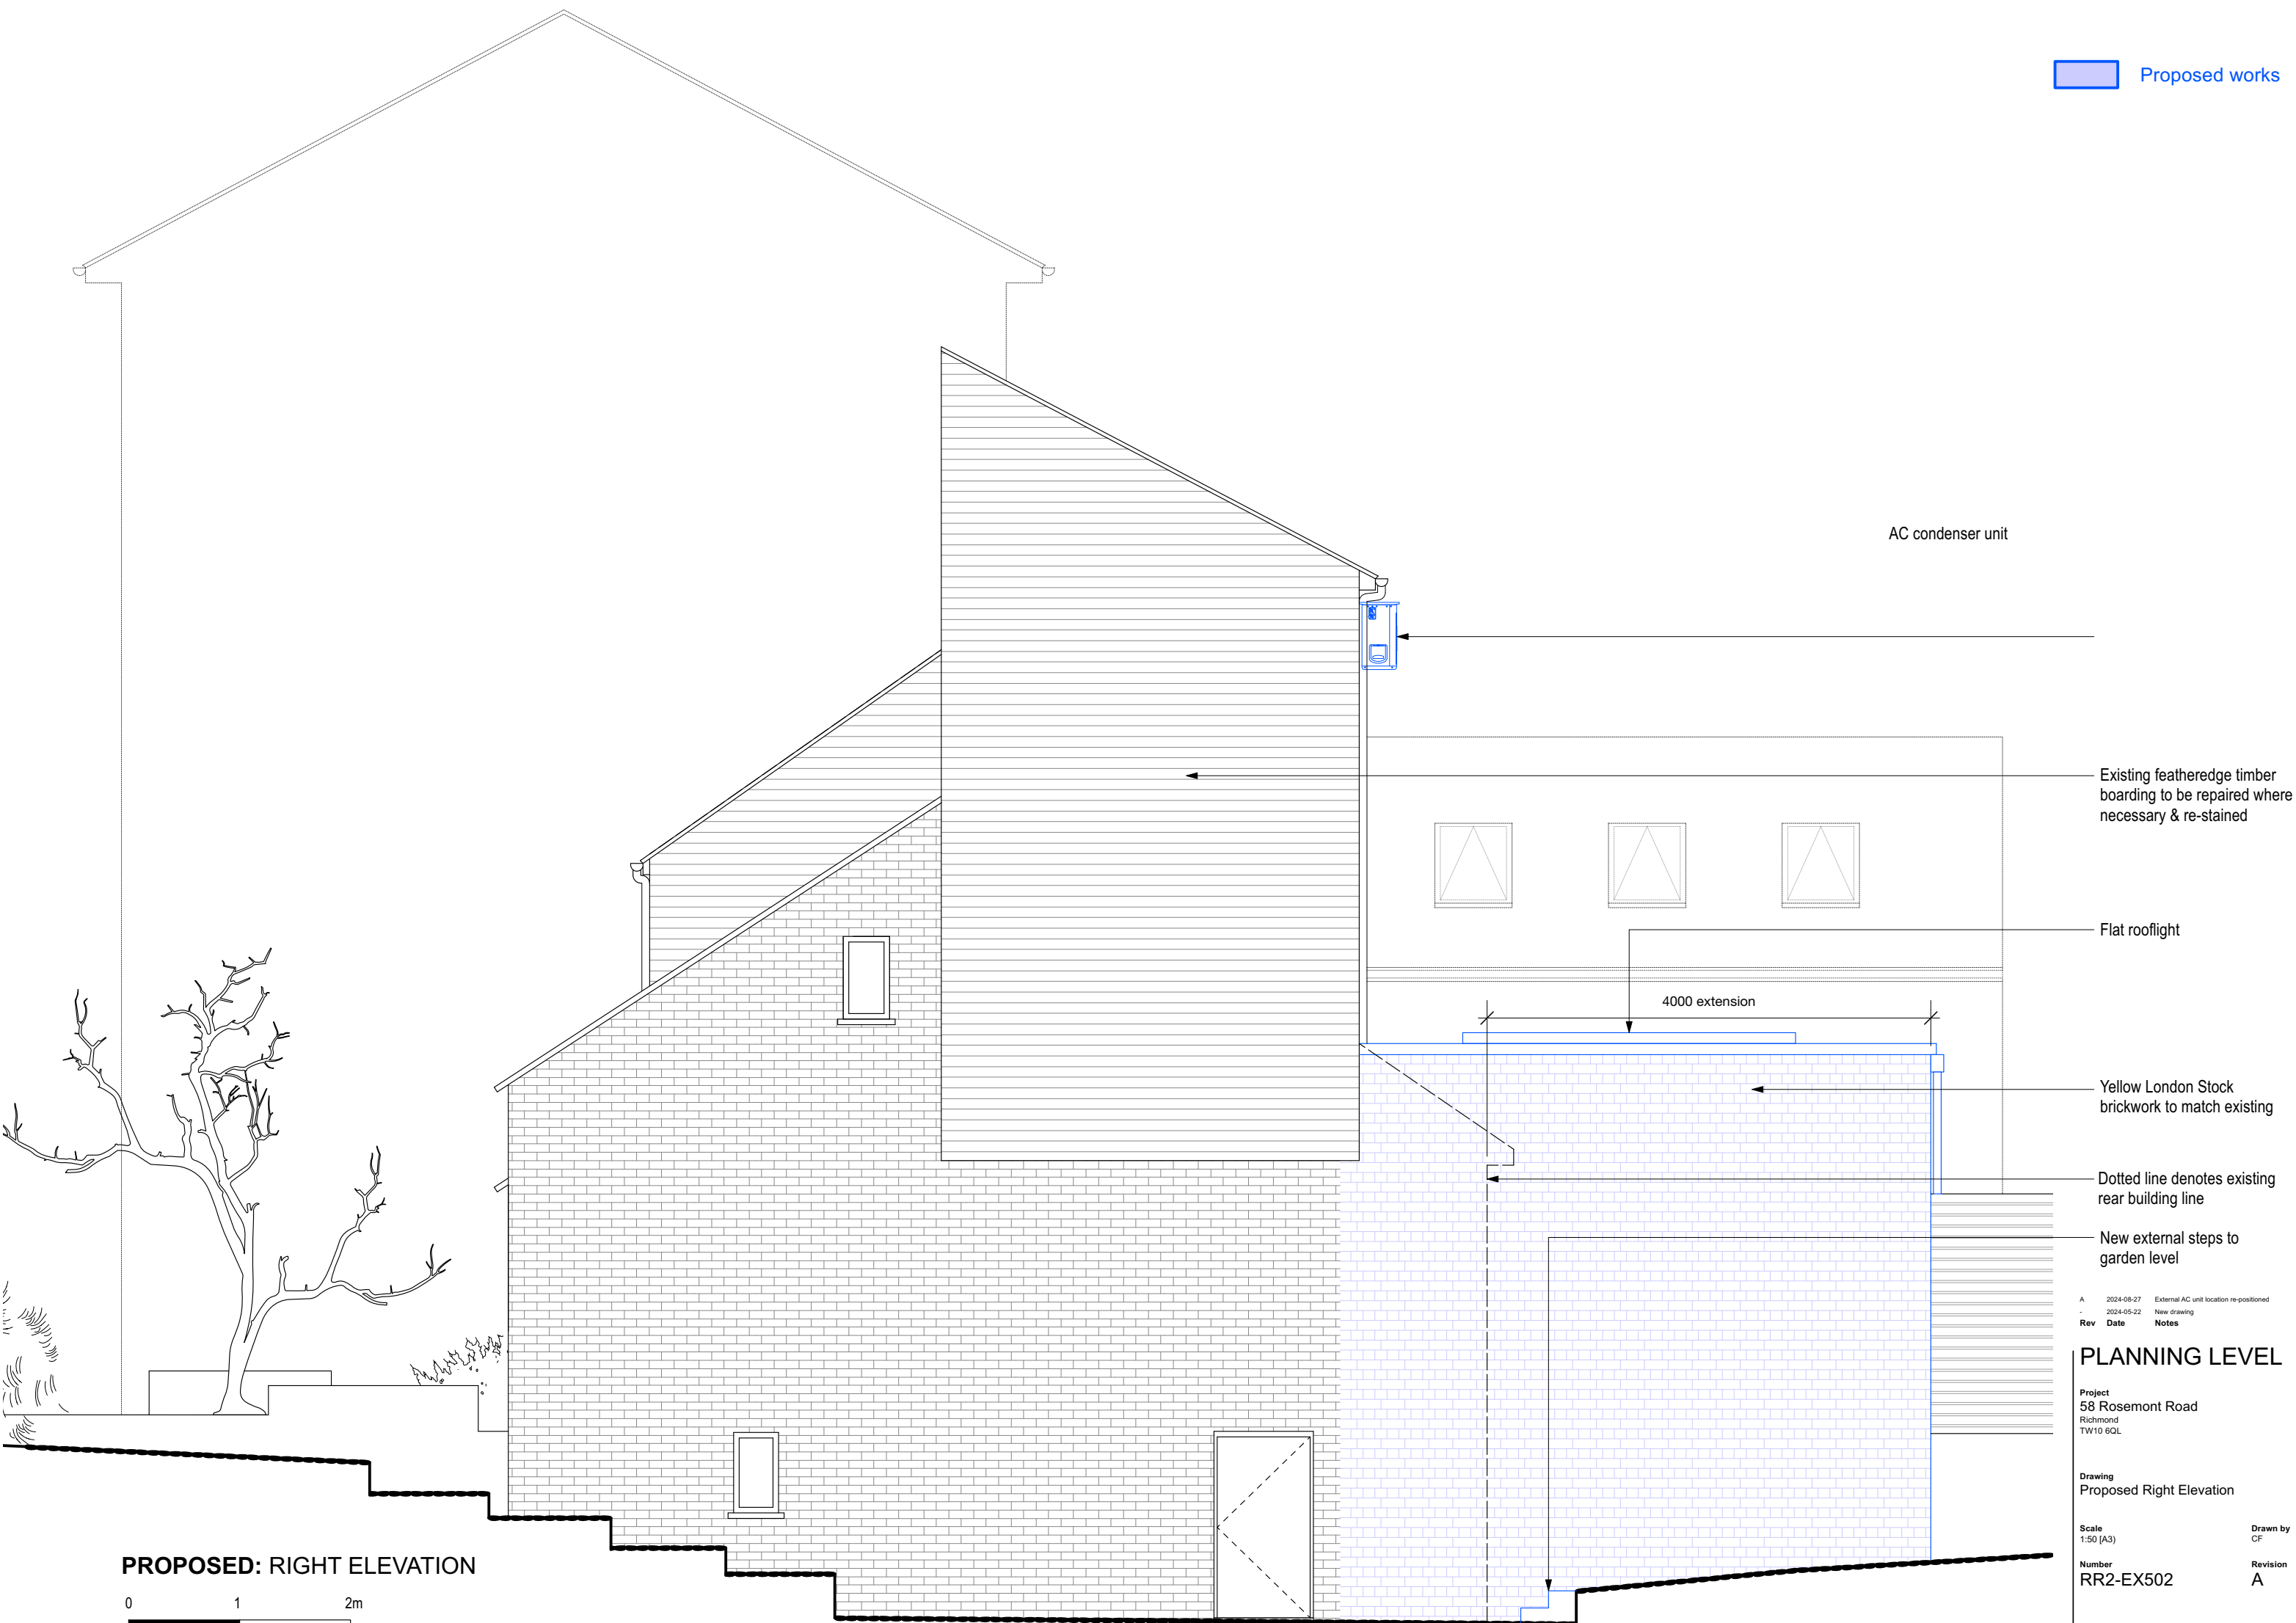 Proposed works
AC condenser unit
Existing featheredge timber
boarding to be repaired where
necessary & re-stained
Flat rooflight
4000 extension
Yellow London Stock
brickwork to match existing
Dotted line denotes existing
rear building line
New external steps to
garden level
A 2024-08-27 External AC unit location re-positioned
- 2024-05-22 New drawing
Rev Date Notes
PLANNING LEVEL
Project
58 Rosemont Road
Richmond
TW10 6QL
Drawing
Proposed Right Elevation
Scale Drawn by
1:50 [A3) CF
Number Revision
RR2-EX502 A
PROPOSED: RIGHT ELEVATION
0 1 2m